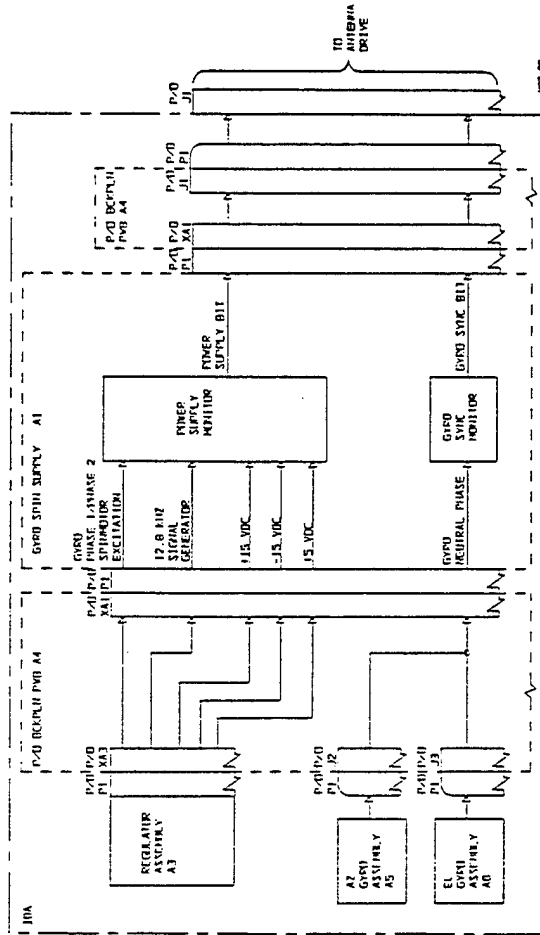 10A
P/O BCKPLN PWB A4
REGULATOR
ASSEMBLY
A3
P/O
P1
P/O
XA3
AZ
GYRO
ASSEMBLY
A5
P/O
P1
P/O
J2
EL
GYRO
ASSEMBLY
P/O
P1
P/O
J3
P/O
XA1
P/O
P1
GYRO SPIN SUPPLY A1
GYRO
PHASE 1/PHASE 2
SPINMOTOR
EXCITATION
12.8 KHZ
SIGNAL
GENERATOR
+15 VDC
-15 VDC
+5 VDC
GYRO
NEUTRAL PHASE
POWER
SUPPLY
MONITOR
GYRO
SYNC
MONITOR
POWER
SUPPLY BIT
GYRO SYNC BIT
P/O
P1
P/O
XA1
P/O BCKPLN
PWB A4
P/O
J1
P/O
P1
P/O
J1
TO
ANTENNA
DRIVE